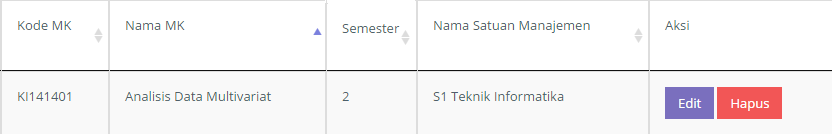 Kode MK Nama MK Semester Nama Satuan Manajemen Aksi
KI141401 Analisis Data Multivariat 2 S1 Teknik Informatika Edit Hapus